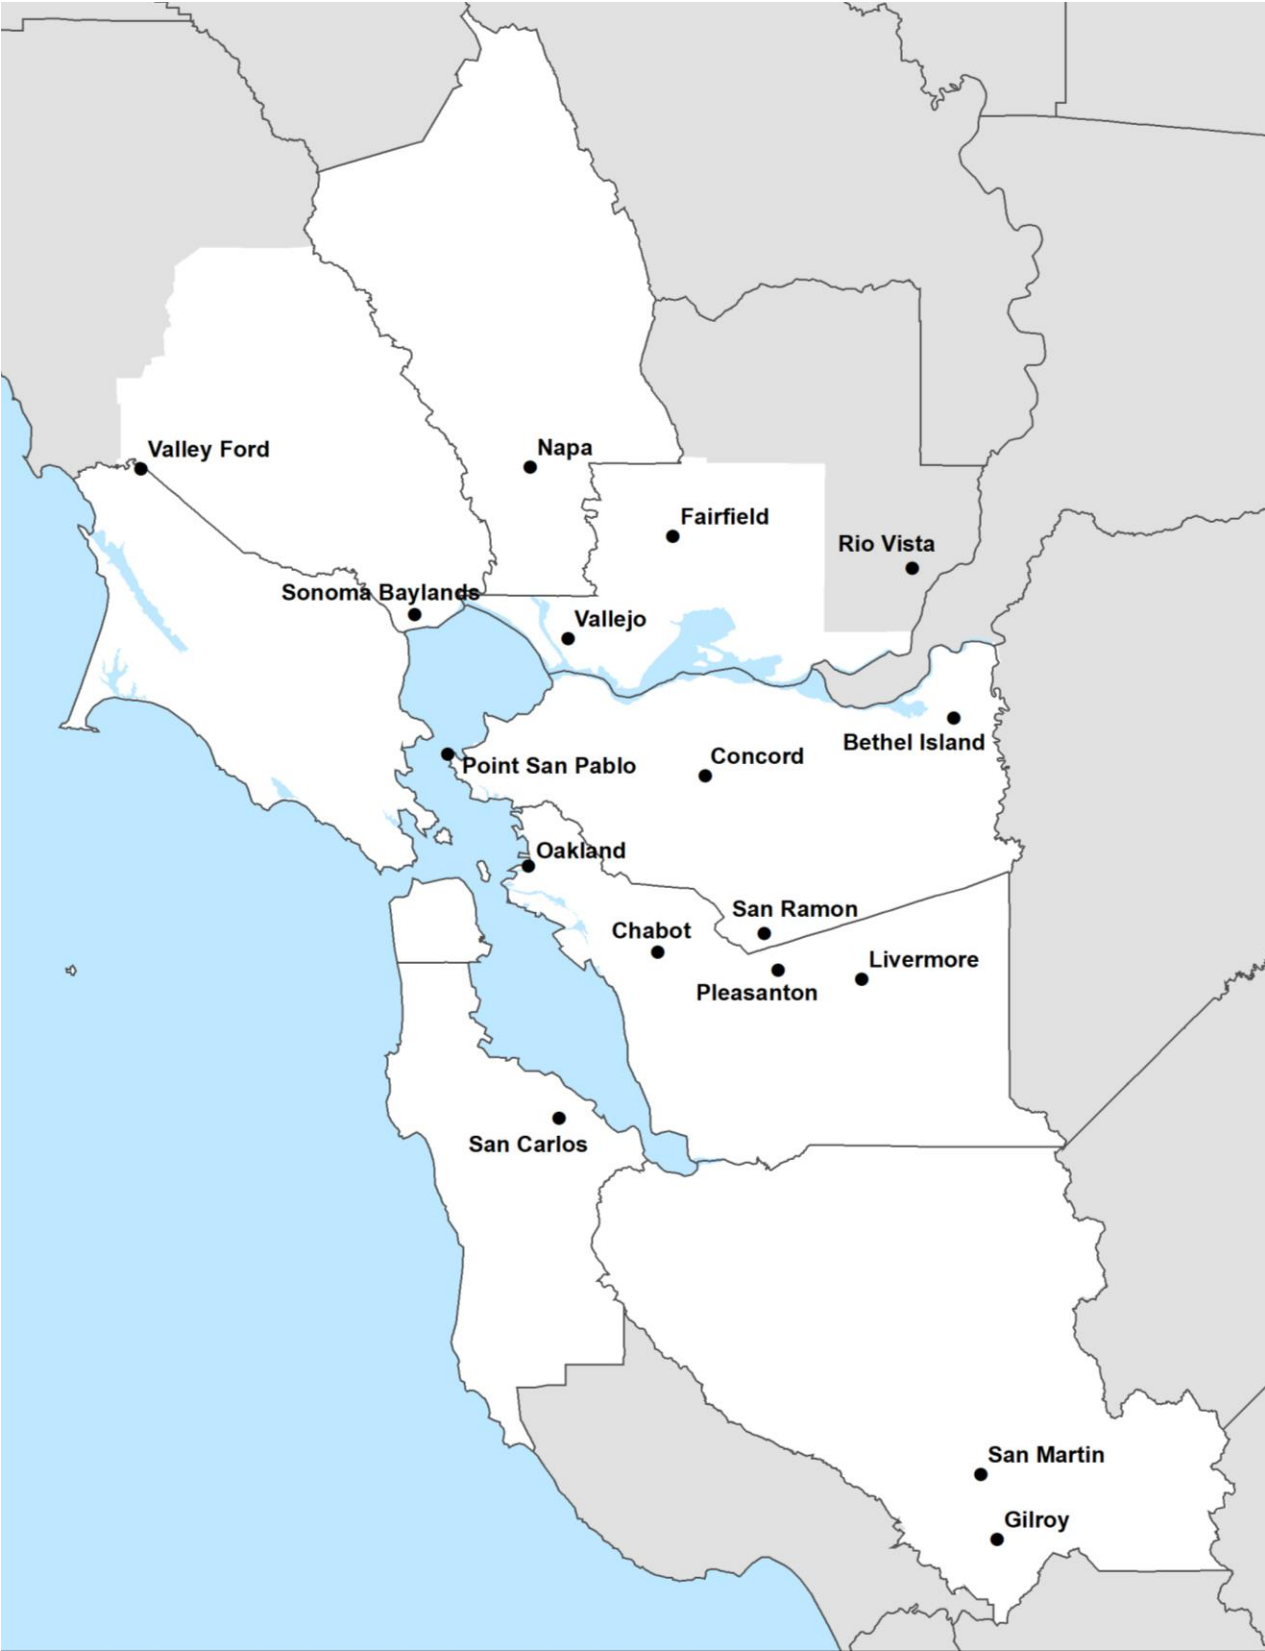 Valley Ford
Napa
Fairfield
Rio Vista
Sonoma Baylands
Vallejo
Bethel Island
Concord
Point San Pablo
Oakland
San Ramon
Chabot
Livermore
Pleasanton
San Carlos
San Martin
Gilroy